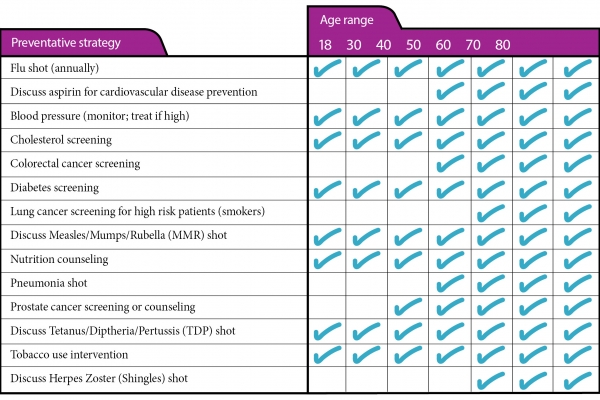 Age range
Preventative strategy
18 30 40 50 60 70 80
Flu shot (annually)
Discuss aspirin for cardiovascular disease prevention
Blood pressure (monitor; treat if high)
Cholesterol screening
Colorectal cancer screening
Diabetes screening
Lung cancer screening for high risk patients (smokers)
Discuss Measles/Mumps/Rubella (MMR) shot
Nutrition counseling
Pneumonia shot
Prostate cancer screening or counseling
Discuss Tetanus/Diptheria/Pertussis (TDP) shot
Tobacco use intervention
Discuss Herpes Zoster (Shingles) shot